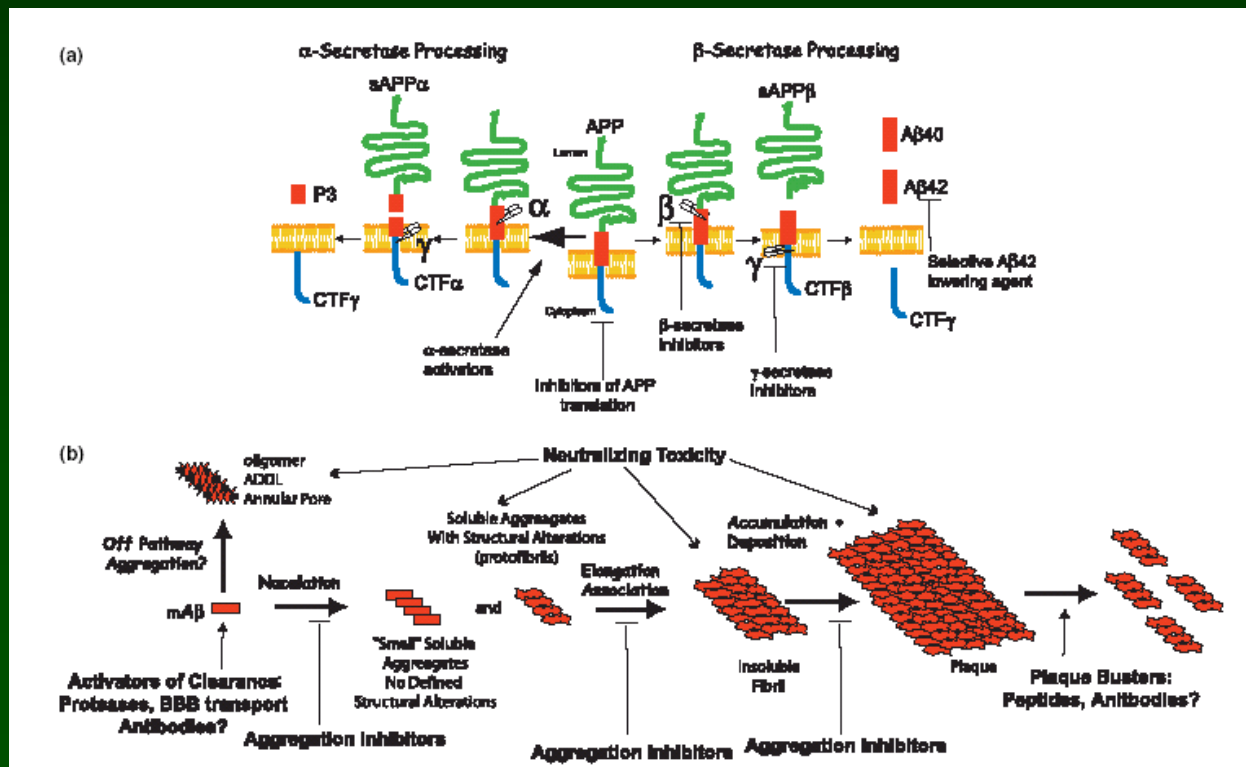 (a)
α-Secretase Processing
β-Secretase Processing
sAPPα
sAPPβ
APP
Lumen
Aβ40
P3
Aβ42
α
β
γ
γ
CTFγ
CTFα
Cytoplasm
CTFβ
Selective Aβ42
lowering agent
CTFγ
α-secretase
activators
β-secretase
inhibitors
γ-secretase
inhibitors
Inhibitors of APP
translation
(b)
Neutralizing Toxicity
oligomer
ADDL
Annular Pore
Soluble Aggreagates
With Structural Alterations
(protofibrils)
Accumulation +
Deposition
Off Pathway
Aggregation?
Nucelation
Elongation
Association
mAβ
and
"Small" Soluble
Aggregates
No Defined
Structural Alterations
Insoluble
Fibril
Plaque
Activators of Clearance:
Proteases, BBB transport
Antibodies?
Plaque Busters:
Peptides, Anitbodies?
Aggregation Inhibitors
Aggregation Inhibitors
Aggregation Inhibitors